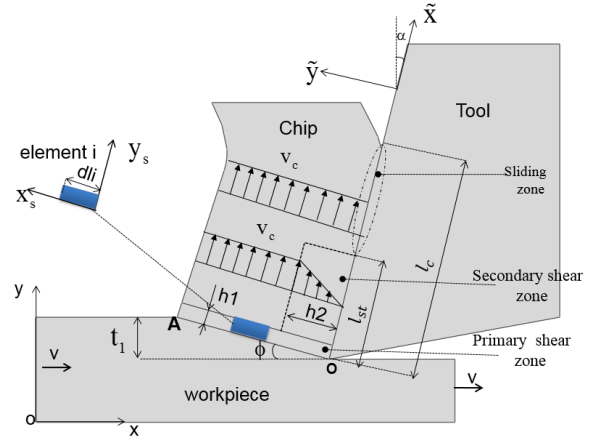 x̃
α
ỹ
Tool
Chip
element i
dli
y_s
x_s
v_c
Sliding
zone
v_c
l_c
Secondary shear
zone
y
h1
l_st
h2
A
t_1
ϕ
Primary shear
zone
v
o
v
workpiece
o
x